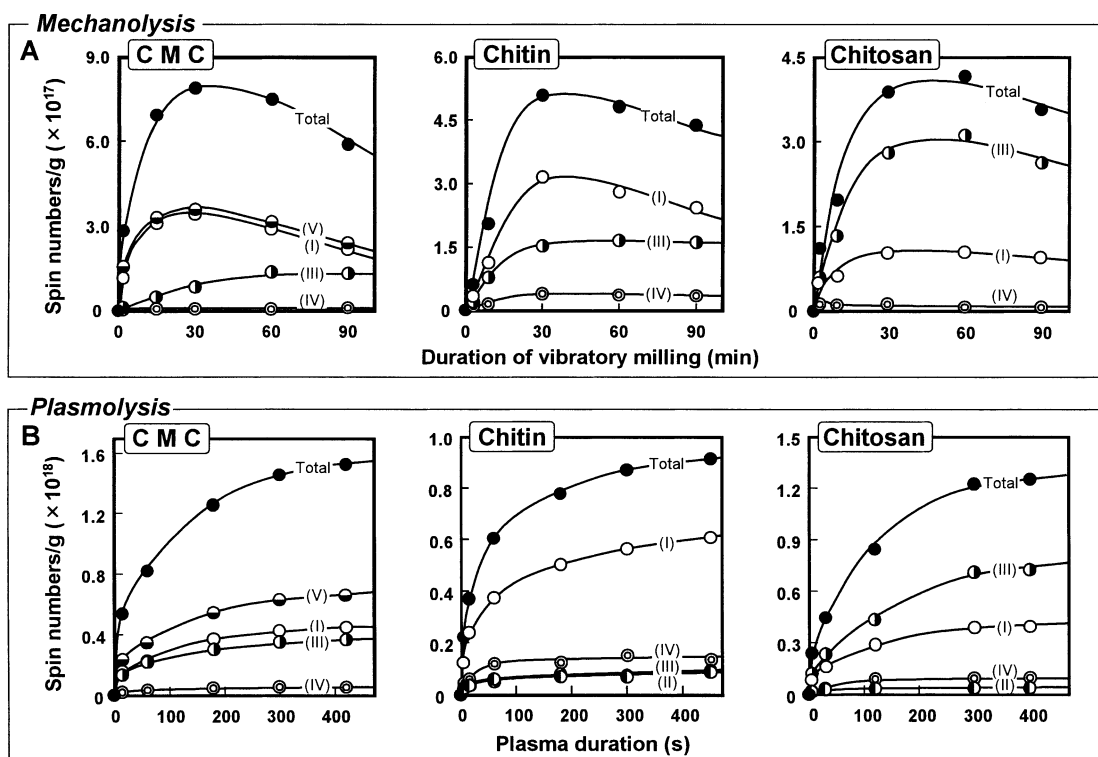 Mechanolysis
A
C M C
Chitin
Chitosan
Spin numbers/g ( × 10¹⁷)
9.0
6.0
3.0
0
Total
(V)
(I)
(III)
(IV)
0
30
60
90
6.0
4.5
3.0
1.5
0
Total
(I)
(III)
(IV)
0
30
60
90
4.5
3.0
1.5
0
Total
(III)
(I)
(IV)
0
30
60
90
Duration of vibratory milling (min)
Plasmolysis
B
C M C
Chitin
Chitosan
Spin numbers/g ( × 10¹⁸)
1.6
1.2
0.8
0.4
0
Total
(V)
(I)
(III)
(IV)
0
100
200
300
400
1.0
0.8
0.6
0.4
0.2
0
Total
(I)
(IV)
(III)
(II)
0
100
200
300
400
1.5
1.2
0.9
0.6
0.3
0
Total
(III)
(I)
(IV)
(II)
0
100
200
300
400
Plasma duration (s)